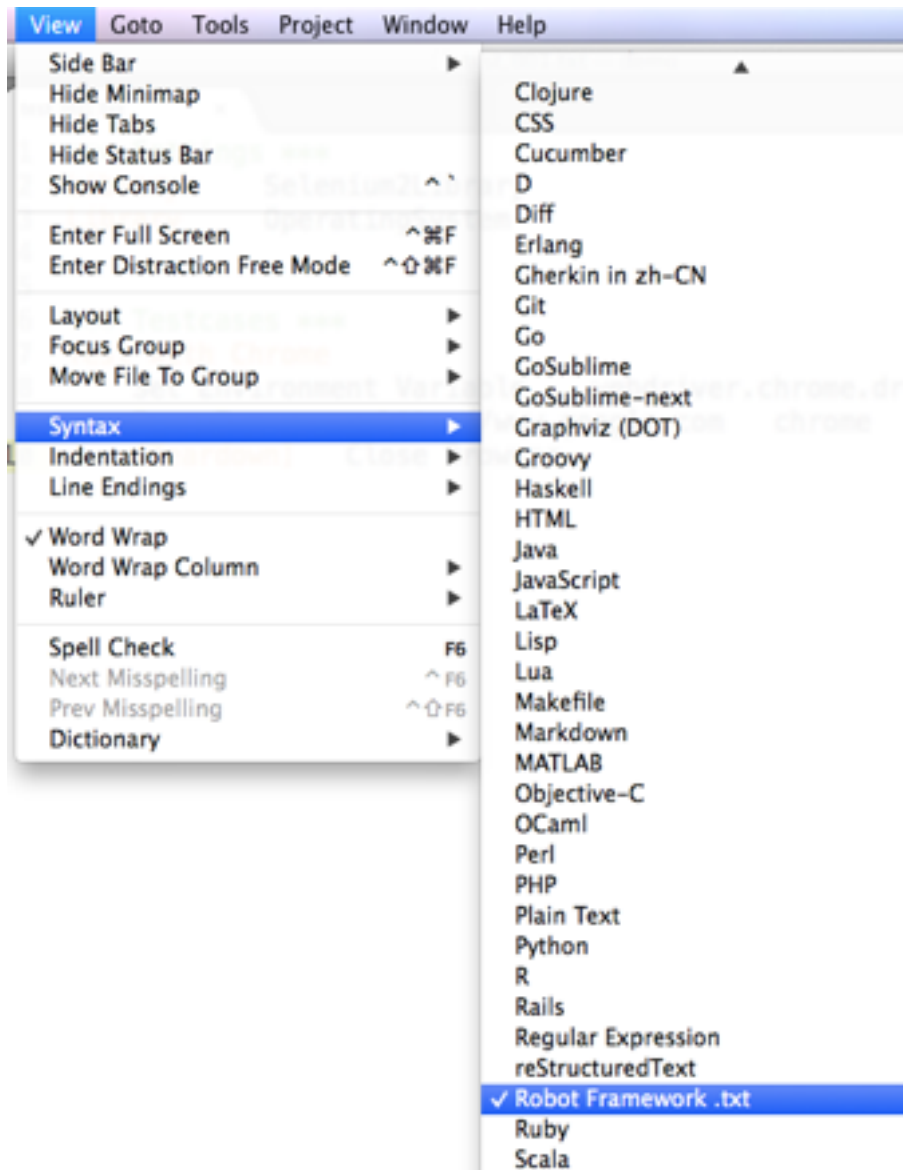 View Goto Tools Project Window Help
Side Bar
Hide Minimap
Hide Tabs
Hide Status Bar
Show Console ^`
Enter Full Screen ^⌘F
Enter Distraction Free Mode ^⇧⌘F
Layout
Focus Group
Move File To Group
Syntax
Indentation
Line Endings
✓ Word Wrap
Word Wrap Column
Ruler
Spell Check F6
Next Misspelling ^F6
Prev Misspelling ^⇧F6
Dictionary
Clojure
CSS
Cucumber
D
Diff
Erlang
Gherkin in zh-CN
Git
Go
GoSublime
GoSublime-next
Graphviz (DOT)
Groovy
Haskell
HTML
Java
JavaScript
LaTeX
Lisp
Lua
Makefile
Markdown
MATLAB
Objective-C
OCaml
Perl
PHP
Plain Text
Python
R
Rails
Regular Expression
reStructuredText
✓ Robot Framework .txt
Ruby
Scala